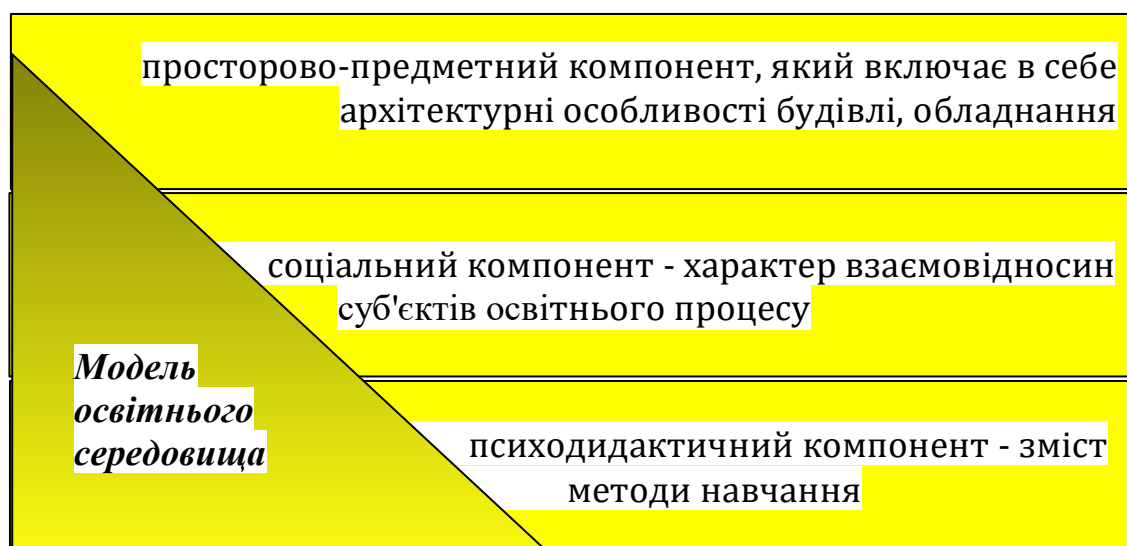 просторово-предметний компонент, який включає в себе
архітектурні особливості будівлі, обладнання
соціальний компонент - характер взаємовідносин
суб'єктів освітнього процесу
Модель
освітнього
середовища
психодидактичний компонент - зміст
методи навчання